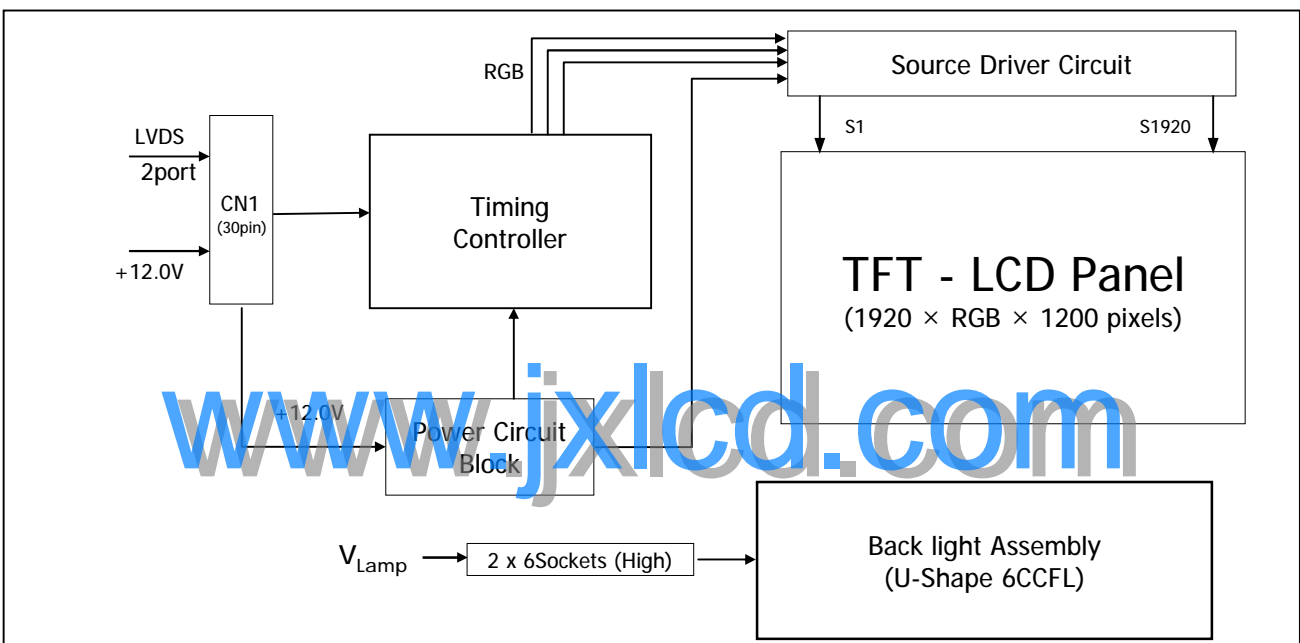 RGB
Source Driver Circuit
S1
S1920
LVDS
2port
CN1
(30pin)
+12.0V
Timing
Controller
TFT - LCD Panel
(1920 × RGB × 1200 pixels)
+12.0V
Power Circuit
Block
www.jxlcd.com
VLamp
2 x 6Sockets (High)
Back light Assembly
(U-Shape 6CCFL)